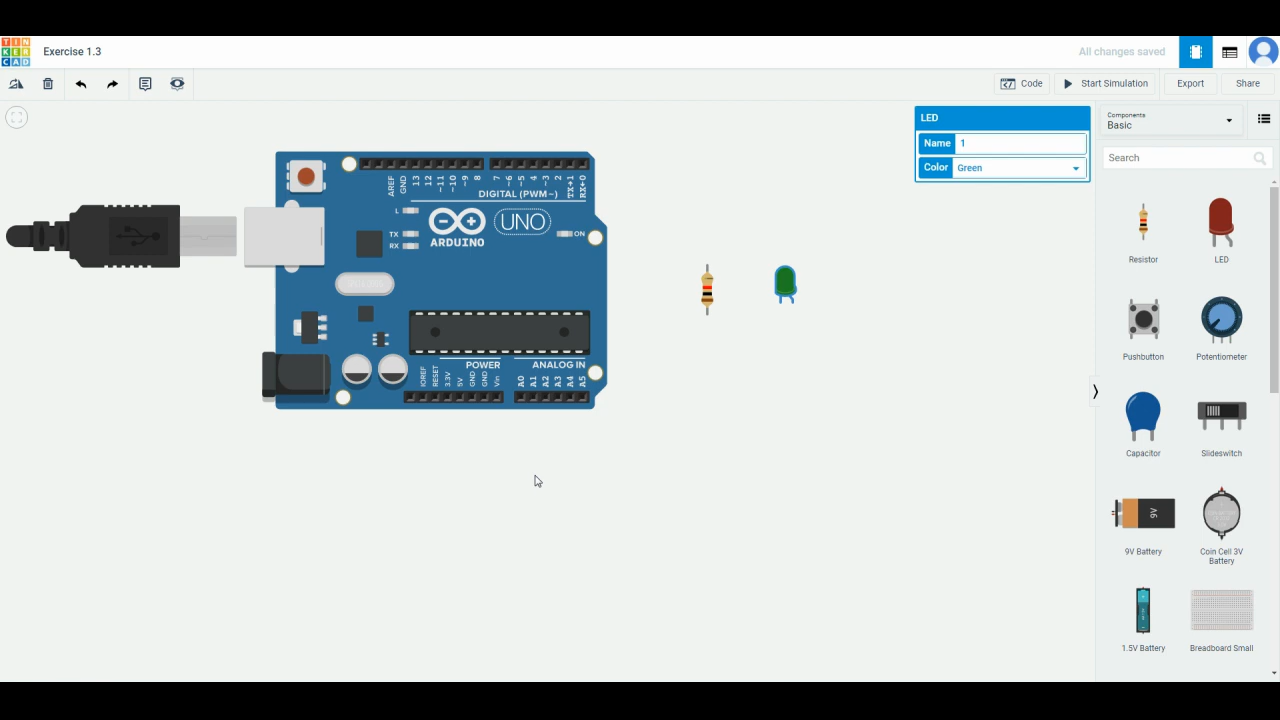 TINKERCAD
Exercise 1.3
All changes saved
Code
Start Simulation
Export
Share
LED
Name 1
Color Green
Components
Basic
Search
Resistor
LED
Pushbutton
Potentiometer
Capacitor
Slideswitch
9V
9V Battery
Coin Cell 3V
Battery
1.5V Battery
Breadboard Small
AREF
GND
13
12
~11
~10
~9
8
7
~6
~5
4
~3
2
TX→1
RX←0
DIGITAL (PWM~)
L
TX
RX
ARDUINO
UNO
ON
POWER
ANALOG IN
IOREF
RESET
3.3V
5V
GND
GND
Vin
A0
A1
A2
A3
A4
A5